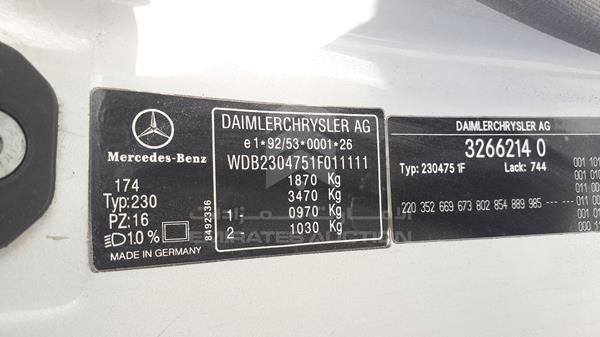 Mercedes-Benz
174
Typ: 230
PZ: 16
1.0 %
MADE IN GERMANY
8492336
DAIMLERCHRYSLER AG
e1*92/53*0001*26
WDB2304751F011111
1870 Kg
3470 Kg
1- 0970 Kg
2- 1030 Kg
الإمارات للمزادات
EMIRATES AUCTION
DAIMLERCHRYSLER AG
3266214 0
Typ: 230475 1F Lack: 744
220 352 669 673 802 854 889 985